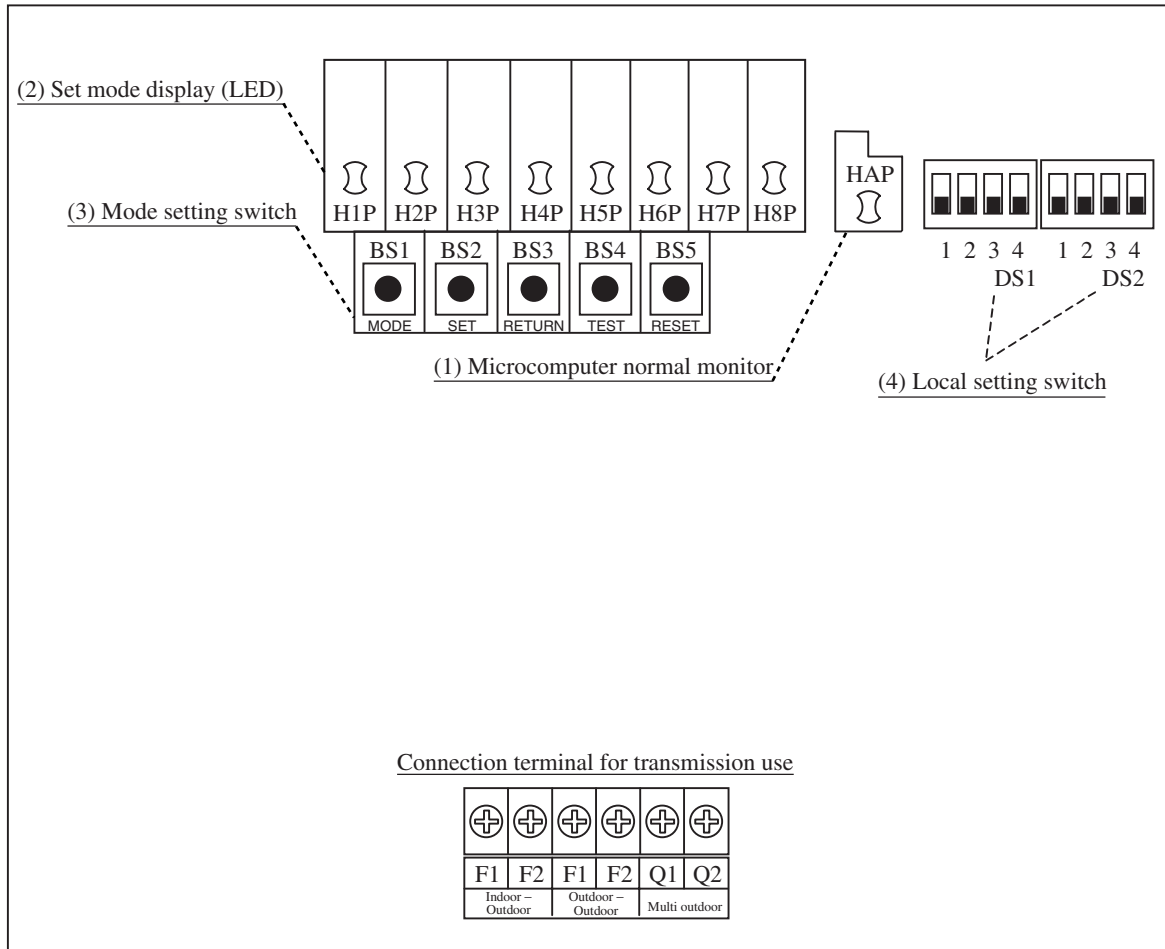 (2) Set mode display (LED)
H1P H2P H3P H4P H5P H6P H7P H8P
HAP
(3) Mode setting switch
BS1 BS2 BS3 BS4 BS5
MODE SET RETURN TEST RESET
1 2 3 4 1 2 3 4
DS1 DS2
(1) Microcomputer normal monitor
(4) Local setting switch
Connection terminal for transmission use
F1 F2 F1 F2 Q1 Q2
Indoor –
Outdoor
Outdoor –
Outdoor
Multi outdoor